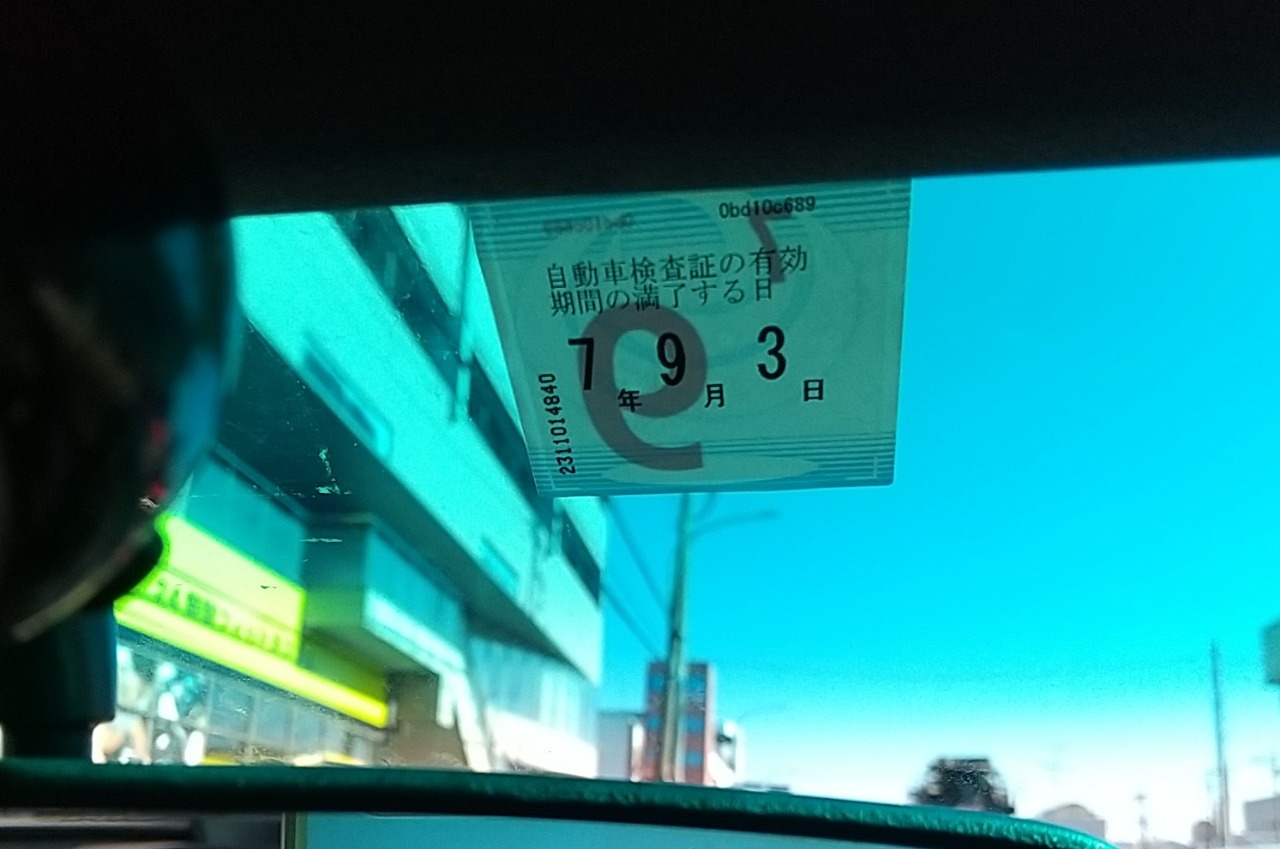 0bd10c689
自動車検査証の有効
期間の満了する日
7年 9月 3日
2311014840